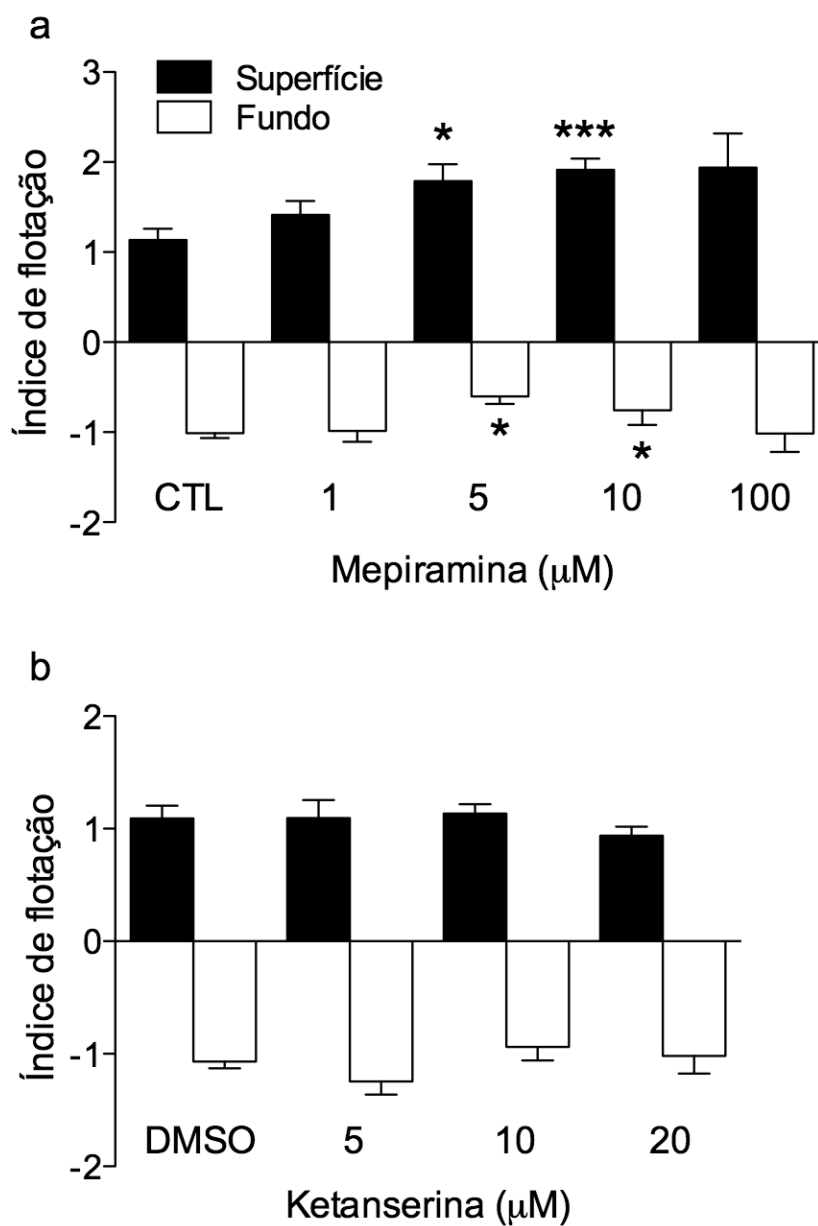 a
3
Superfície
Fundo
* ***
2
1
0
-1
* *
-2
CTL 1 5 10 100
Mepiramina (µM)
Índice de flotação
b
2
1
0
-1
-2
DMSO 5 10 20
Ketanserina (µM)
Índice de flotação